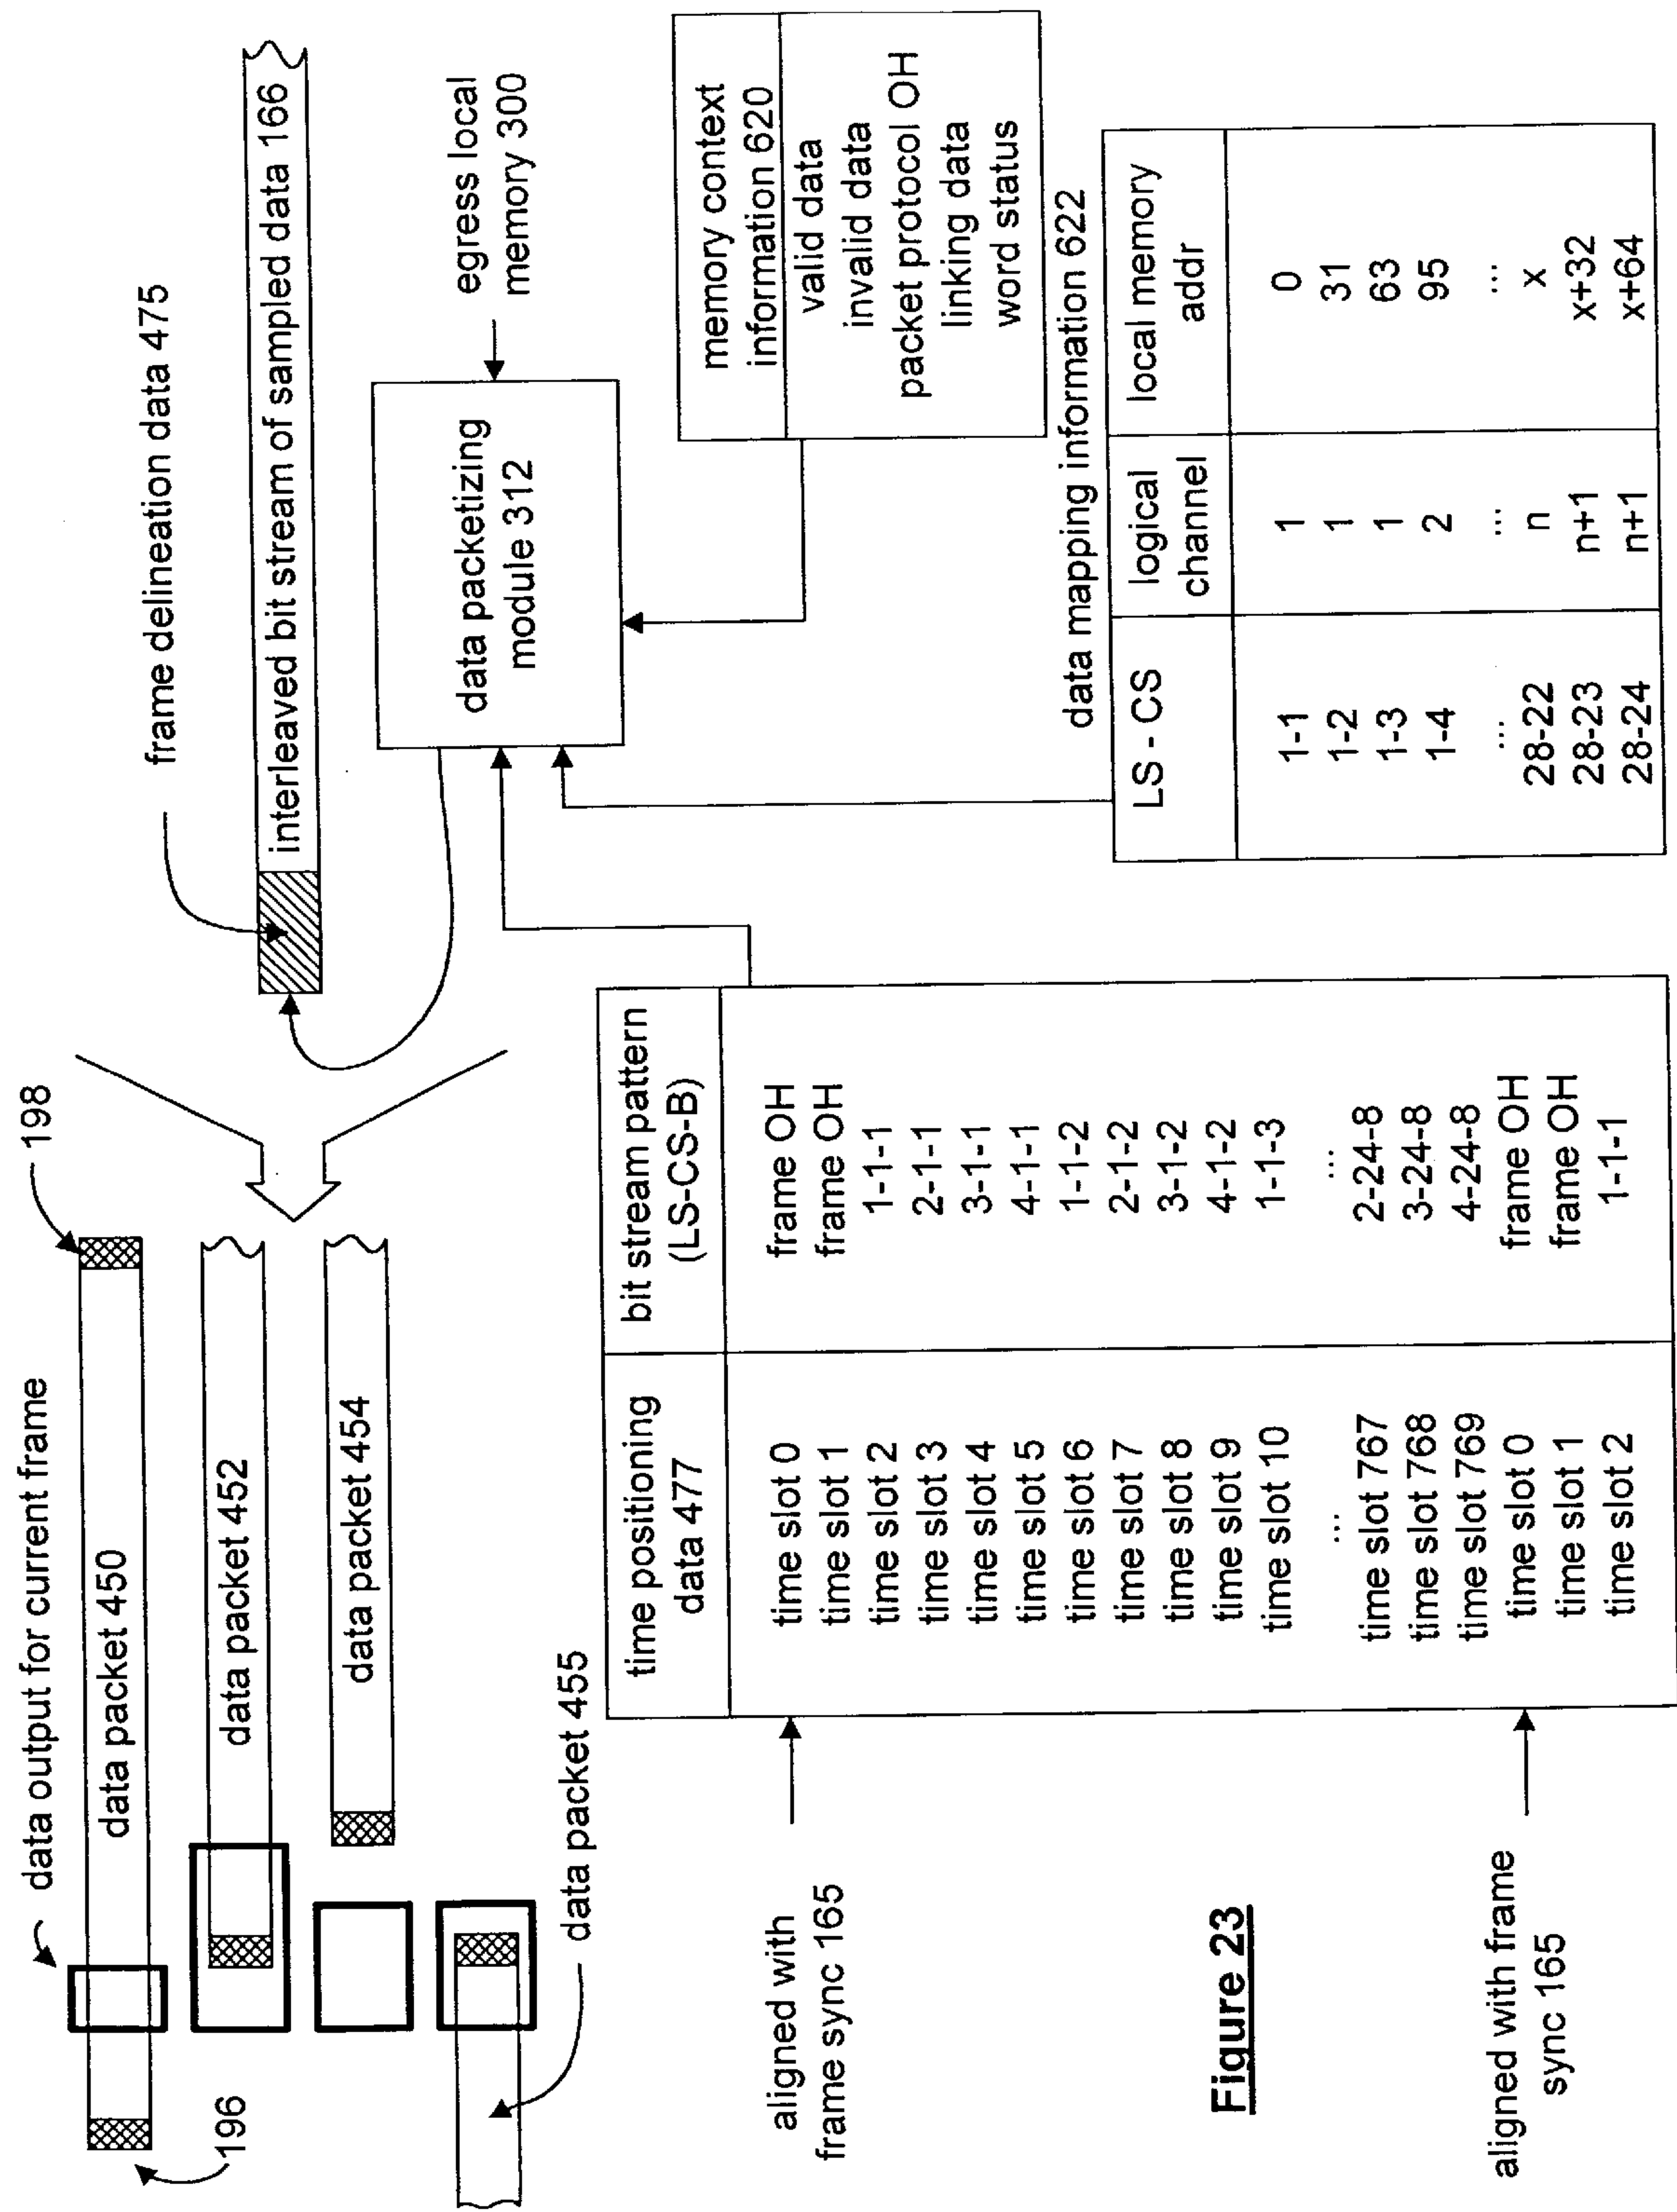 data output for current frame
198
data packet 450
196
data packet 452
data packet 454
data packet 455
frame delineation data 475
interleaved bit stream of sampled data 166
data packetizing
module 312
egress local
memory 300
memory context
information 620
valid data
invalid data
packet protocol OH
linking data
word status
time positioning
data 477
bit stream pattern
(LS-CS-B)
time slot 0 frame OH
time slot 1 frame OH
time slot 2 1-1-1
time slot 3 2-1-1
time slot 4 3-1-1
time slot 5 4-1-1
time slot 6 1-1-2
time slot 7 2-1-2
time slot 8 3-1-2
time slot 9 4-1-2
time slot 10 1-1-3
... ...
time slot 767 2-24-8
time slot 768 3-24-8
time slot 769 4-24-8
time slot 0 frame OH
time slot 1 frame OH
time slot 2 1-1-1
aligned with
frame sync 165
aligned with frame
sync 165
data mapping information 622
LS - CS
logical
channel
local memory
addr
1-1 1 0
1-2 1 31
1-3 1 63
1-4 2 95
... ... ...
28-22 n x
28-23 n+1 x+32
28-24 n+1 x+64
Figure 23